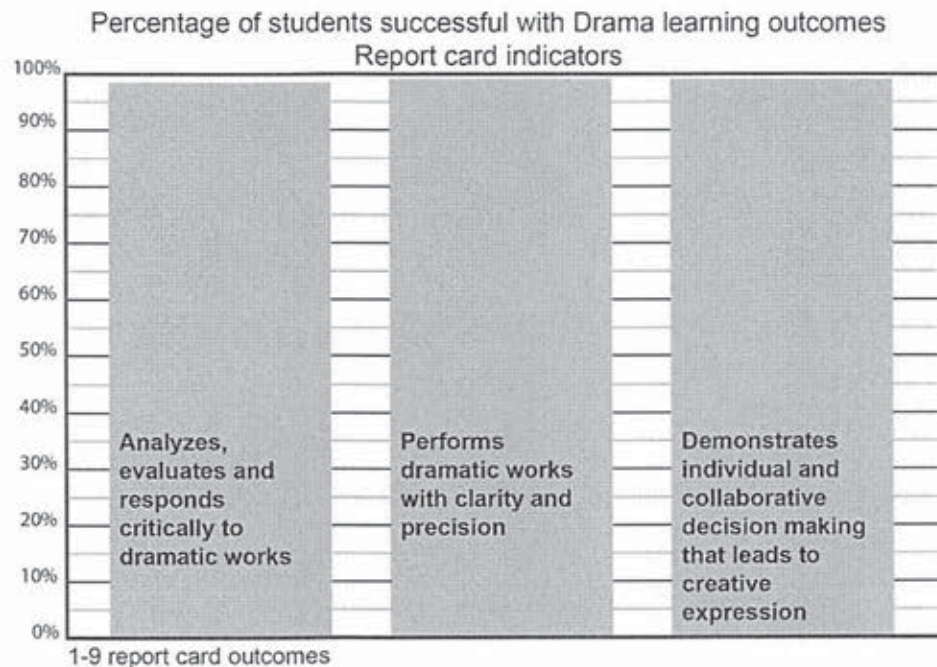 Percentage of students successful with Drama learning outcomes
Report card indicators
100%
90%
80%
70%
60%
50%
40%
30%
20%
10%
0%
Analyzes,
evaluates and
responds
critically to
dramatic works
Performs
dramatic works
with clarity and
precision
Demonstrates
individual and
collaborative
decision making
that leads to
creative
expression
1-9 report card outcomes